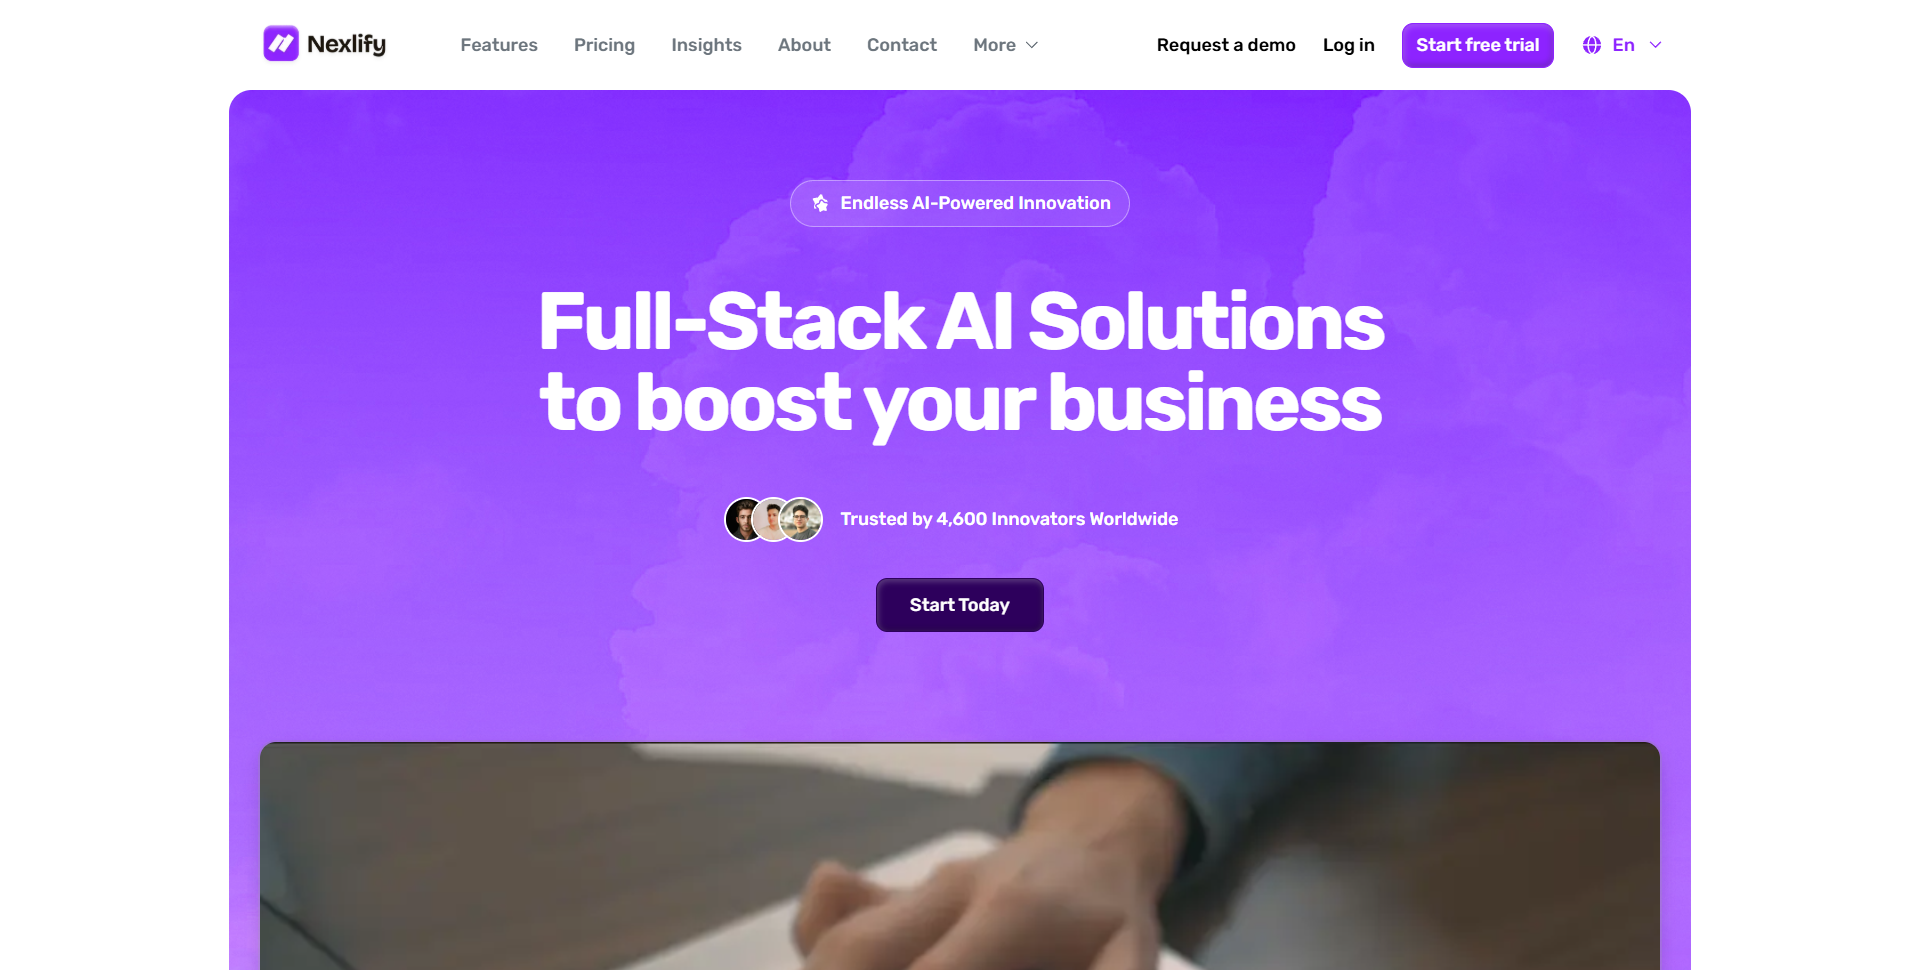 Nexlify
Features
Pricing
Insights
About
Contact
More
Request a demo
Log in
Start free trial
En
Endless AI-Powered Innovation
Full-Stack AI Solutions
to boost your business
Trusted by 4,600 Innovators Worldwide
Start Today